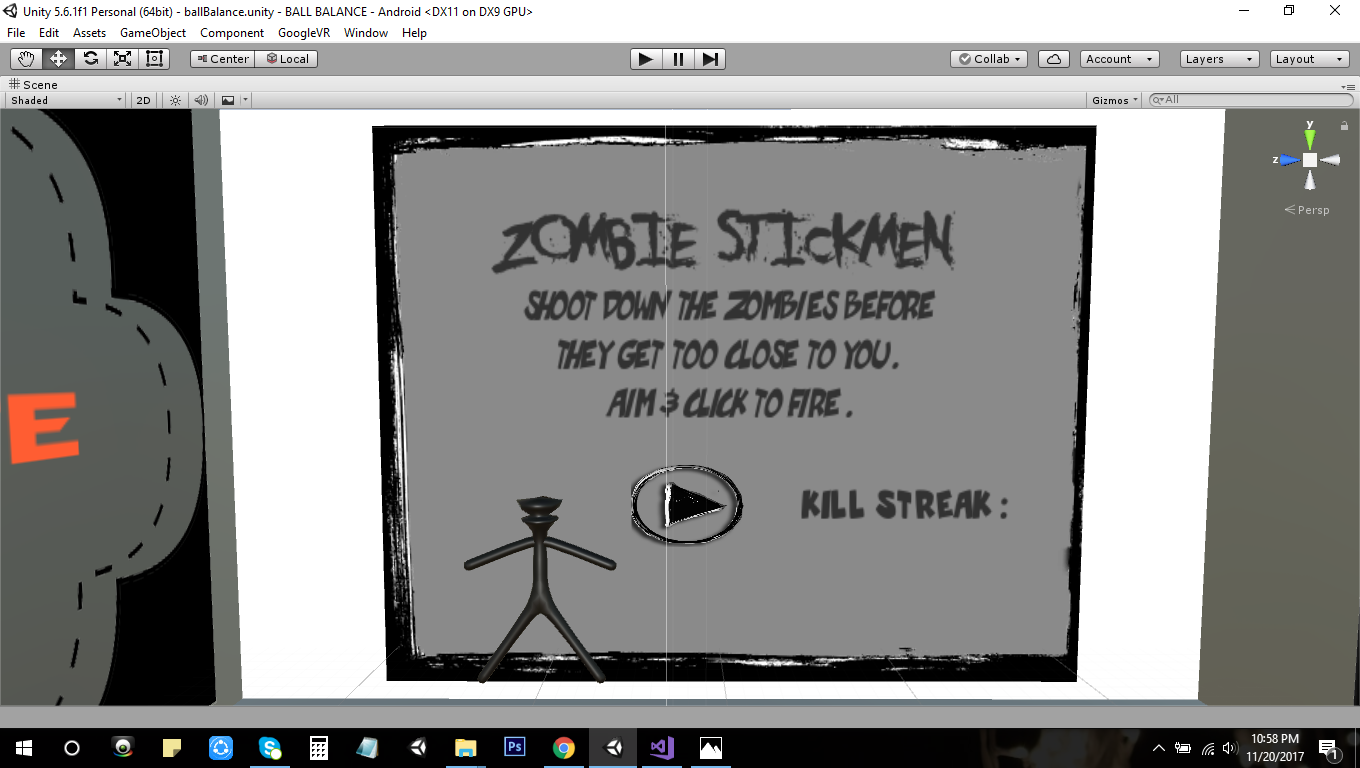 Unity 5.6.1f1 Personal (64bit) - ballBalance.unity - BALL BALANCE - Android <DX11 on DX9 GPU>
File Edit Assets GameObject Component GoogleVR Window Help
Center Local Collab Account Layers Layout
Scene
Shaded 2D Gizmos All
y
z
Persp
ZOMBIE STICKMEN
SHOOT DOWN THE ZOMBIES BEFORE
THEY GET TOO CLOSE TO YOU.
AIM & CLICK TO FIRE.
E
KILL STREAK:
Ps
10:58 PM
11/20/2017
1